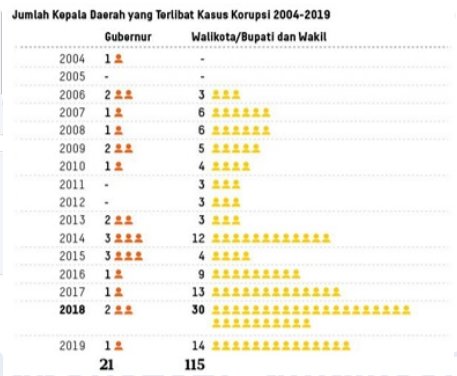 Jumlah Kepala Daerah yang Terlibat Kasus Korupsi 2004-2019
Gubernur Walikota/Bupati dan Wakil
2004 1 -
2005 - -
2006 2 3
2007 1 6
2008 1 6
2009 2 5
2010 1 4
2011 - 3
2012 - 3
2013 2 3
2014 3 12
2015 3 4
2016 1 9
2017 1 13
2018 2 30
2019 1 14
21 115